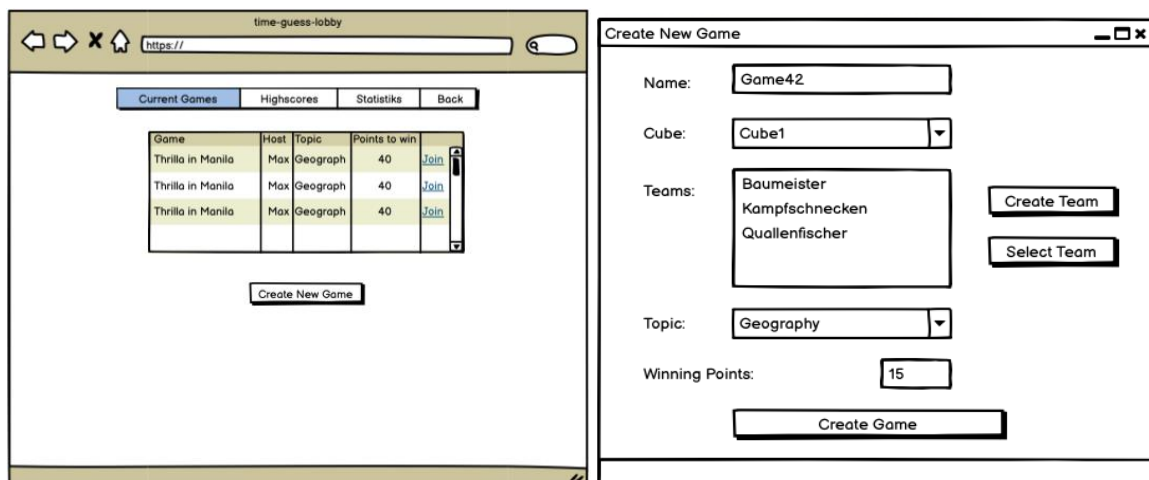 time-guess-lobby
https://
Current Games Highscores Statistiks Back
Game Host Topic Points to win
Thrilla in Manila Max Geograph 40 Join
Thrilla in Manila Max Geograph 40 Join
Thrilla in Manila Max Geograph 40 Join
Create New Game
Create New Game
Name: Game42
Cube: Cube1
Teams: Baumeister
Kampfschnecken
Quallenfischer
Create Team
Select Team
Topic: Geography
Winning Points: 15
Create Game